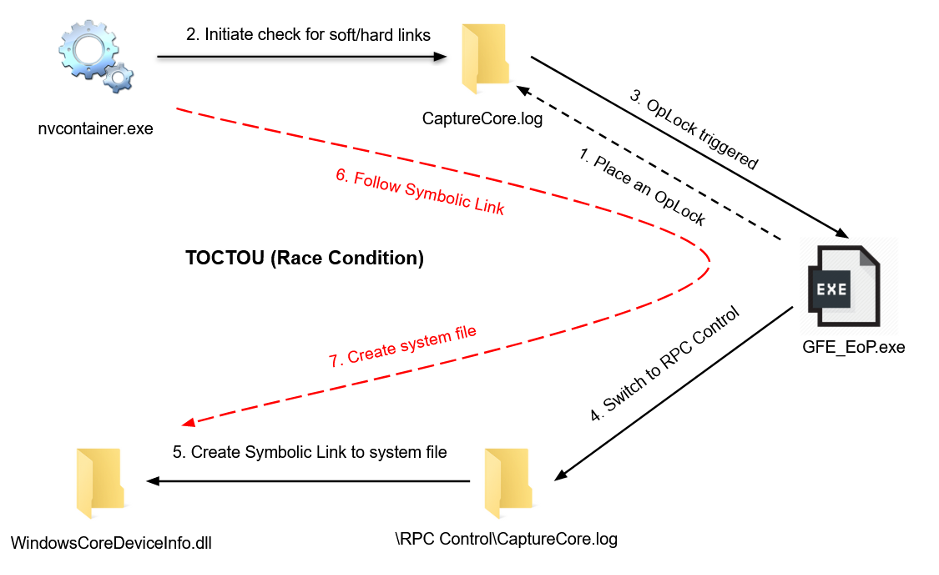 2. Initiate check for soft/hard links
nvcontainer.exe
CaptureCore.log
3. OpLock triggered
1. Place an OpLock
6. Follow Symbolic Link
TOCTOU (Race Condition)
EXE
GFE_EoP.exe
7. Create system file
4. Switch to RPC Control
5. Create Symbolic Link to system file
WindowsCoreDeviceInfo.dll
\RPC Control\CaptureCore.log